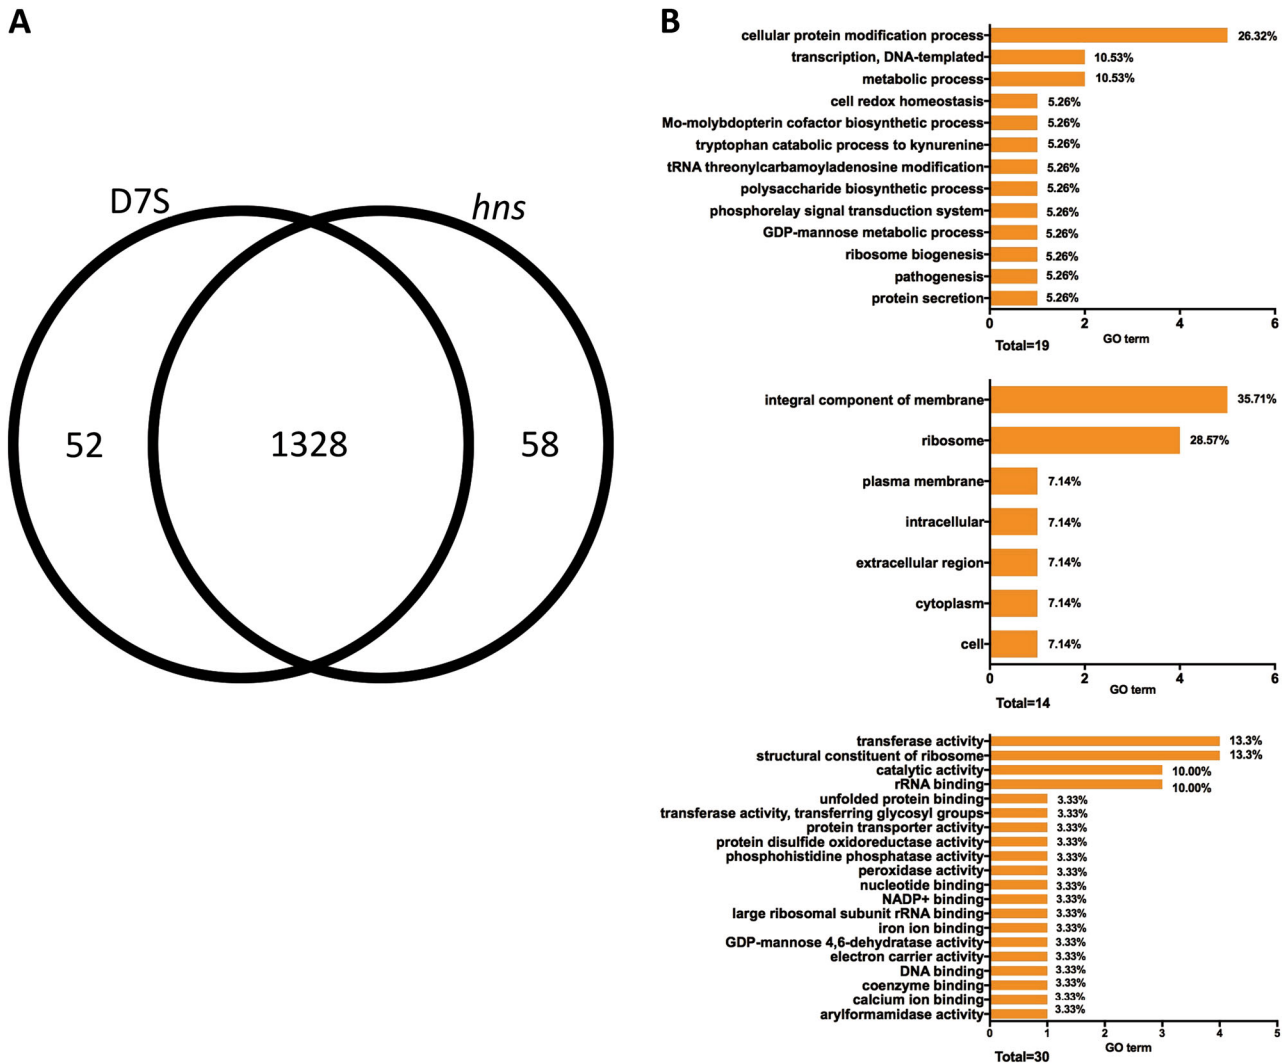 A
D7S
hns
52
1328
58
B
cellular protein modification process 26.32%
transcription, DNA-templated 10.53%
metabolic process 10.53%
cell redox homeostasis 5.26%
Mo-molybdopterin cofactor biosynthetic process 5.26%
tryptophan catabolic process to kynurenine 5.26%
tRNA threonylcarbamoyladenosine modification 5.26%
polysaccharide biosynthetic process 5.26%
phosphorelay signal transduction system 5.26%
GDP-mannose metabolic process 5.26%
ribosome biogenesis 5.26%
pathogenesis 5.26%
protein secretion 5.26%
0 2 4 6
GO term
Total=19
integral component of membrane 35.71%
ribosome 28.57%
plasma membrane 7.14%
intracellular 7.14%
extracellular region 7.14%
cytoplasm 7.14%
cell 7.14%
0 2 4 6
GO term
Total=14
transferase activity 13.3%
structural constituent of ribosome 13.3%
catalytic activity 10.00%
rRNA binding 10.00%
unfolded protein binding 3.33%
transferase activity, transferring glycosyl groups 3.33%
protein transporter activity 3.33%
protein disulfide oxidoreductase activity 3.33%
phosphohistidine phosphatase activity 3.33%
peroxidase activity 3.33%
nucleotide binding 3.33%
NADP+ binding 3.33%
large ribosomal subunit rRNA binding 3.33%
iron ion binding 3.33%
GDP-mannose 4,6-dehydratase activity 3.33%
electron carrier activity 3.33%
DNA binding 3.33%
coenzyme binding 3.33%
calcium ion binding 3.33%
arylformamidase activity 3.33%
0 1 2 3 4 5
GO term
Total=30